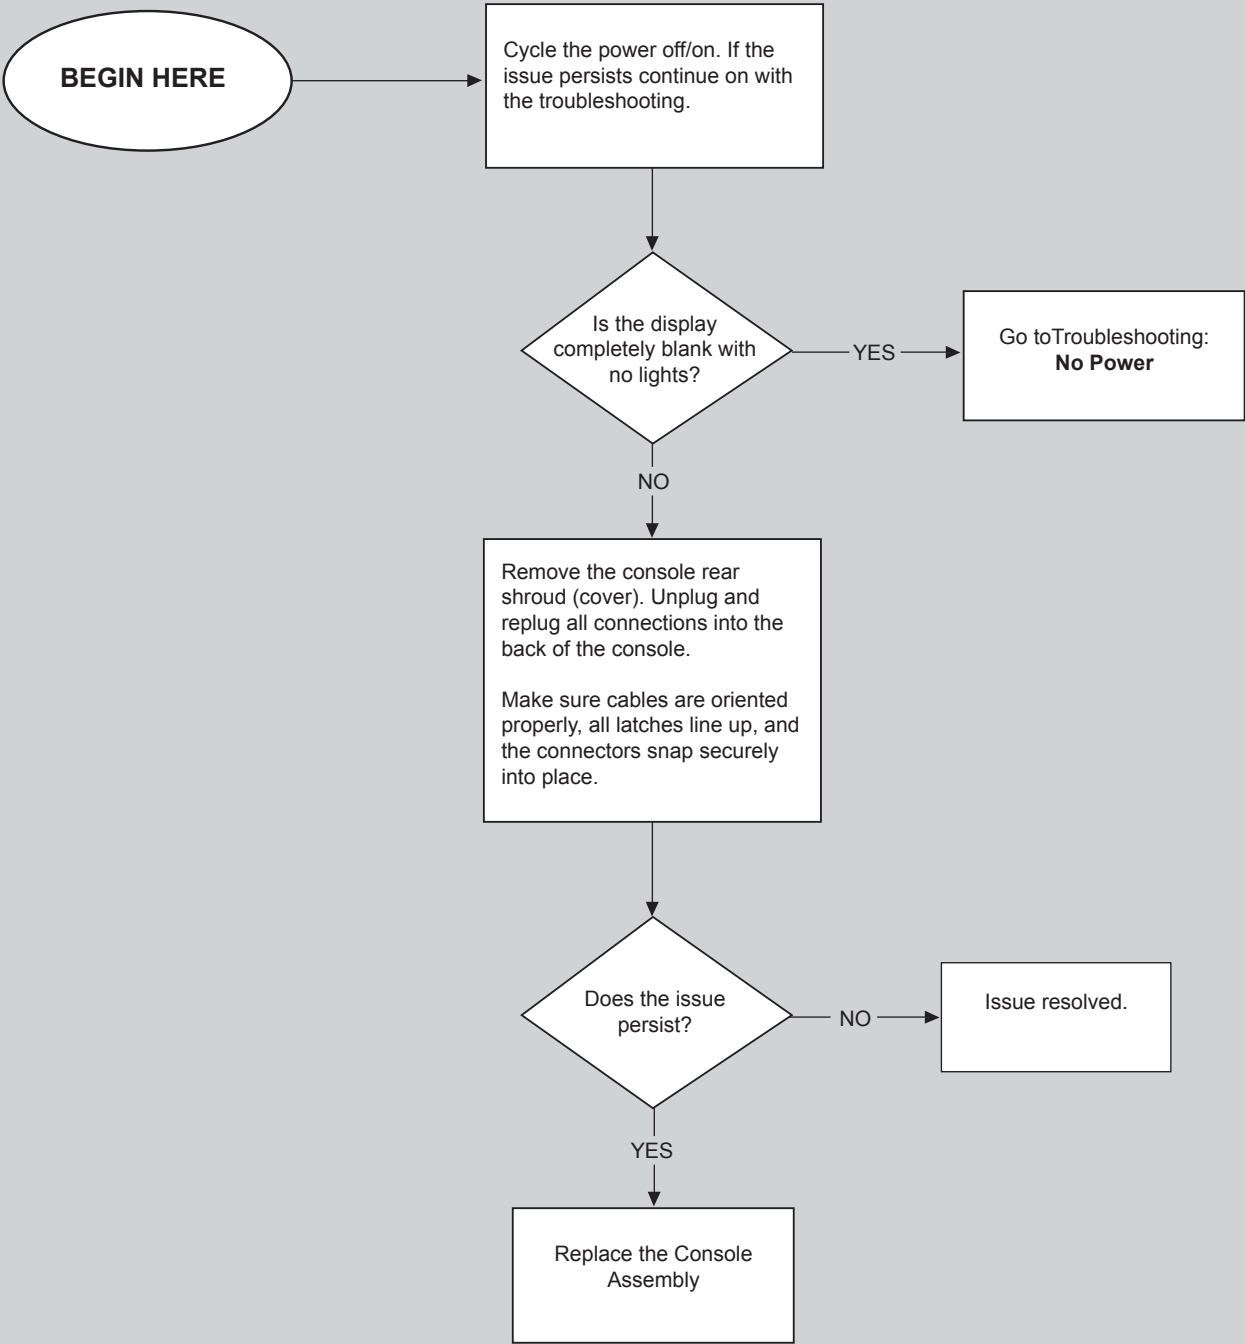 BEGIN HERE
Cycle the power off/on. If the
issue persists continue on with
the troubleshooting.
Is the display
completely blank with
no lights?
YES
Go toTroubleshooting:
No Power
NO
Remove the console rear
shroud (cover). Unplug and
replug all connections into the
back of the console.
Make sure cables are oriented
properly, all latches line up, and
the connectors snap securely
into place.
Does the issue
persist?
NO
Issue resolved.
YES
Replace the Console
Assembly